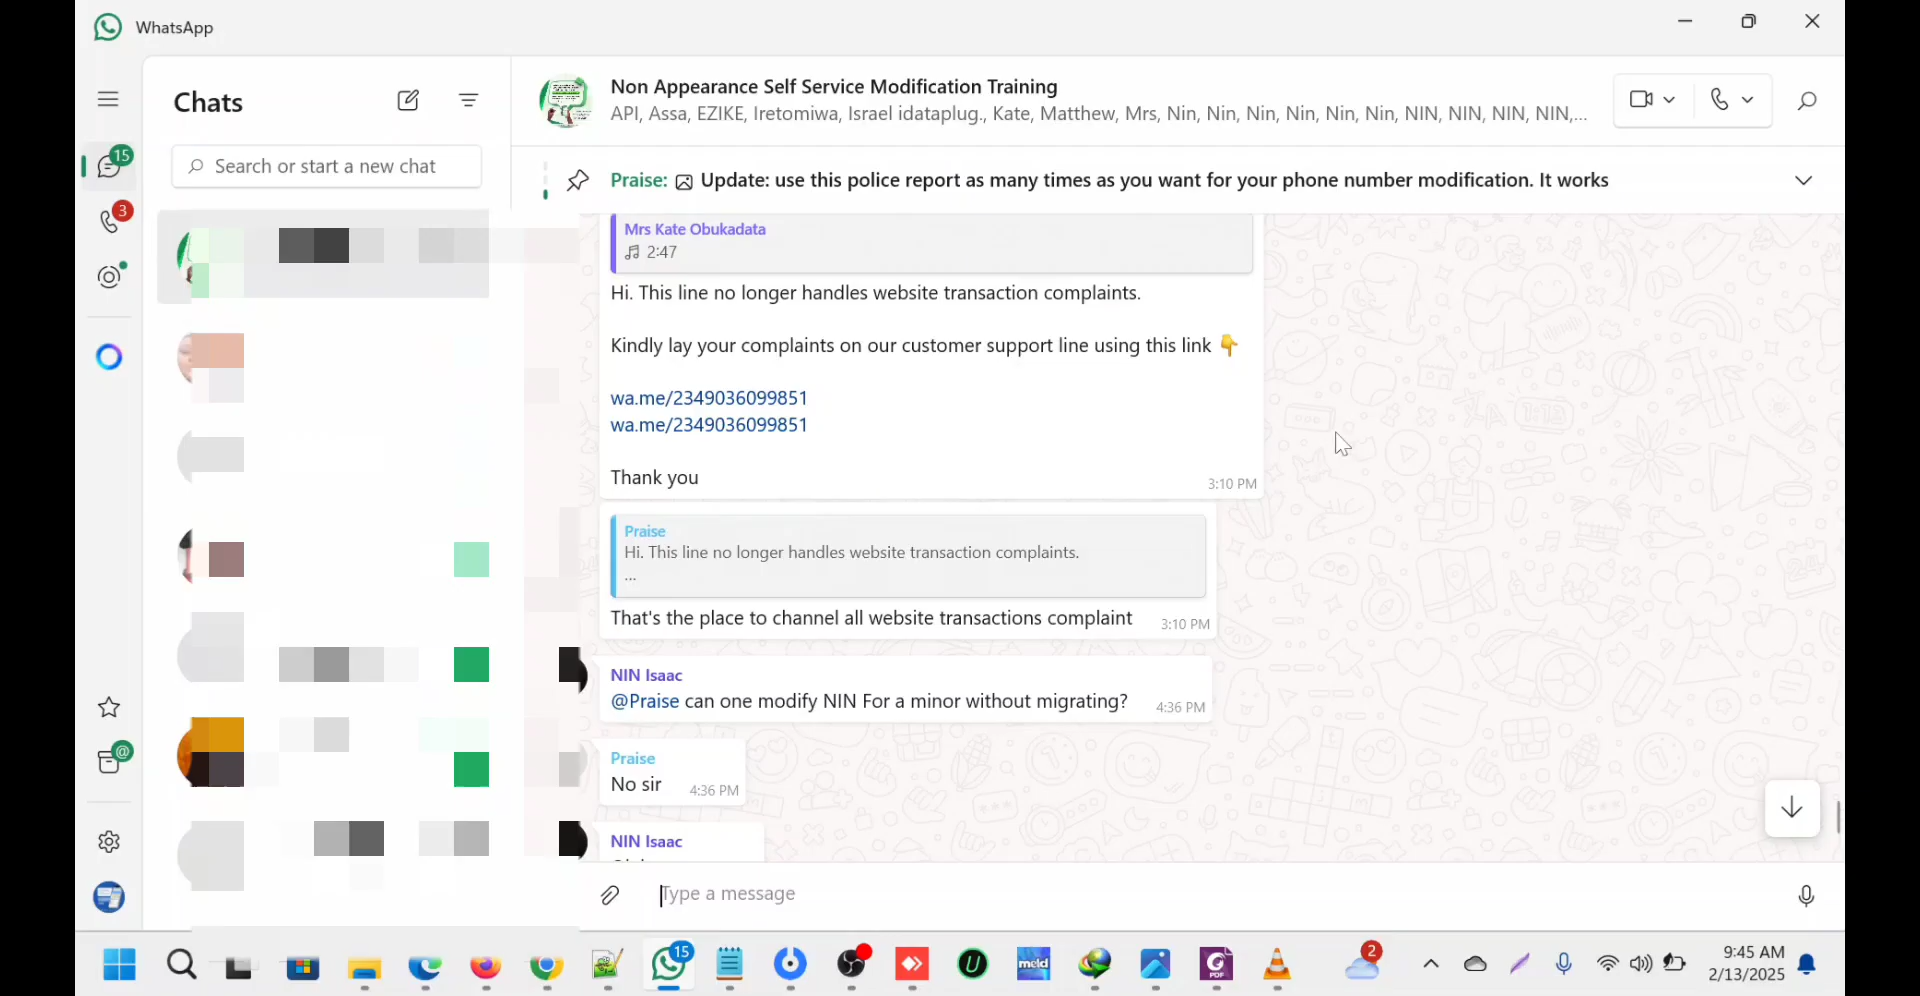 WhatsApp
Chats
Search or start a new chat
15
3
@
Non Appearance Self Service Modification Training
API, Assa, EZIKE, Iretomiwa, Israel idataplug., Kate, Matthew, Mrs, Nin, Nin, Nin, Nin, Nin, Nin, NIN, NIN, NIN, NIN,...
Praise: Update: use this police report as many times as you want for your phone number modification. It works
Mrs Kate Obukadata
2:47
Hi. This line no longer handles website transaction complaints.
Kindly lay your complaints on our customer support line using this link 👇
wa.me/2349036099851
wa.me/2349036099851
Thank you
3:10 PM
Praise
Hi. This line no longer handles website transaction complaints.
...
That's the place to channel all website transactions complaint
3:10 PM
NIN Isaac
@Praise can one modify NIN For a minor without migrating?
4:36 PM
Praise
No sir
4:36 PM
NIN Isaac
Type a message
15
U
meld
PDF
2
9:45 AM
2/13/2025